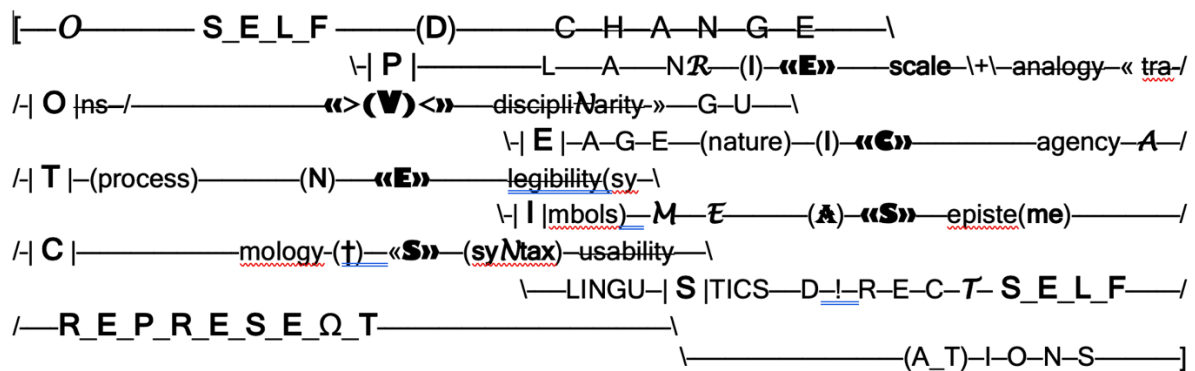 [—O———— S_E_L_F ———(D)———C—H—A—N—G—E———\
\-| P |————L——A——NR—(I)—«E»——scale—\+\—analogy—« tra-/
/-| O |ns-/—————«>(V)<»——discipliNarity-»—G—U——\
\-| E |–A–G–E—(nature)—(I)—«C»————agency—A—/
/-| T |–(process)————(N)——«E»———legibility(sy—\
\-| I |mbols)—M—E———(A)—«S»—episte(me)————/
/-| C |—————mology-(†)—«S»—(syNtax)—usability—\
\——LINGU—| S |TICS—D—!—R—E—C—T– S_E_L_F——/
/——R_E_P_R_E_S_E_Ω_T——————————\
\——————(A_T)–I–O–N–S————]